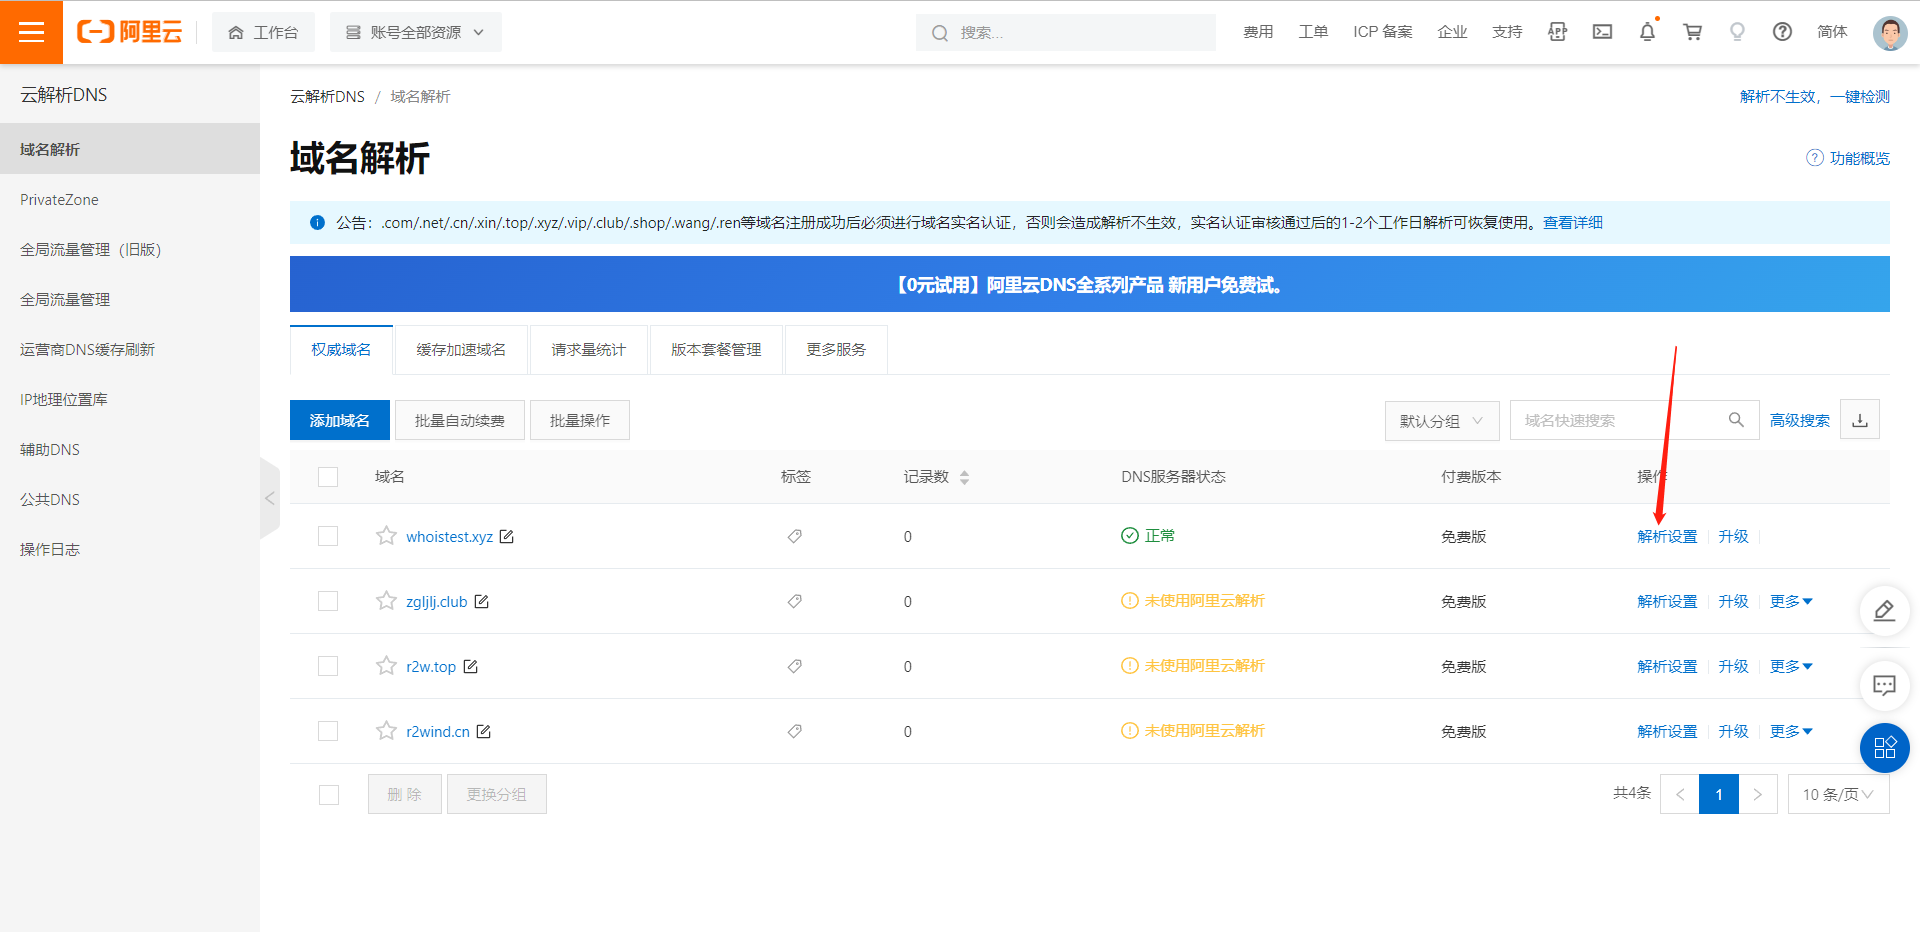 阿里云
工作台
账号全部资源
搜索...
费用
工单
ICP 备案
企业
支持
APP
简体
云解析DNS
域名解析
PrivateZone
全局流量管理（旧版）
全局流量管理
运营商DNS缓存刷新
IP地理位置库
辅助DNS
公共DNS
操作日志
云解析DNS / 域名解析
解析不生效，一键检测
域名解析
功能概览
公告：.com/.net/.cn/.xin/.top/.xyz/.vip/.club/.shop/.wang/.ren等域名注册成功后必须进行域名实名认证，否则会造成解析不生效，实名认证审核通过后的1-2个工作日解析可恢复使用。查看详细
【0元试用】阿里云DNS全系列产品 新用户免费试。
权威域名
缓存加速域名
请求量统计
版本套餐管理
更多服务
添加域名
批量自动续费
批量操作
默认分组
域名快速搜索
高级搜索
域名 标签 记录数 DNS服务器状态 付费版本 操作
whoistest.xyz 0 正常 免费版 解析设置 升级
zgljlj.club 0 未使用阿里云解析 免费版 解析设置 升级 更多
r2w.top 0 未使用阿里云解析 免费版 解析设置 升级 更多
r2wind.cn 0 未使用阿里云解析 免费版 解析设置 升级 更多
删 除
更换分组
共4条 < 1 > 10 条/页